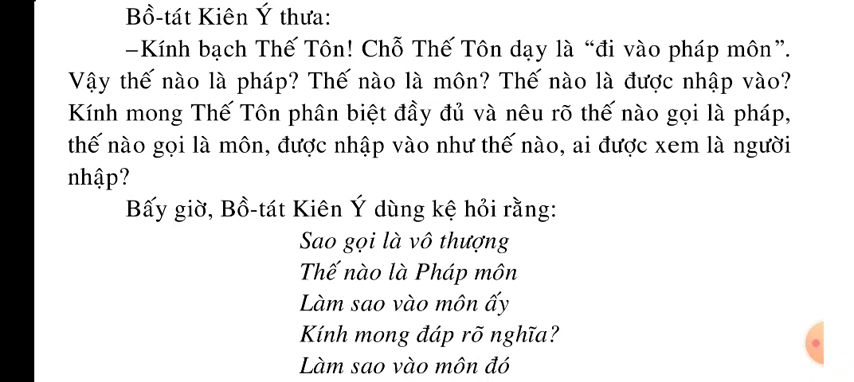 Bồ-tát Kiên Ý thưa:
–Kính bạch Thế Tôn! Chỗ Thế Tôn dạy là “đi vào pháp môn”.
Vậy thế nào là pháp? Thế nào là môn? Thế nào là được nhập vào?
Kính mong Thế Tôn phân biệt đầy đủ và nêu rõ thế nào gọi là pháp,
thế nào gọi là môn, được nhập vào như thế nào, ai được xem là người
nhập?
Bấy giờ, Bồ-tát Kiên Ý dùng kệ hỏi rằng:
Sao gọi là vô thượng
Thế nào là Pháp môn
Làm sao vào môn ấy
Kính mong đáp rõ nghĩa?
Làm sao vào môn đó